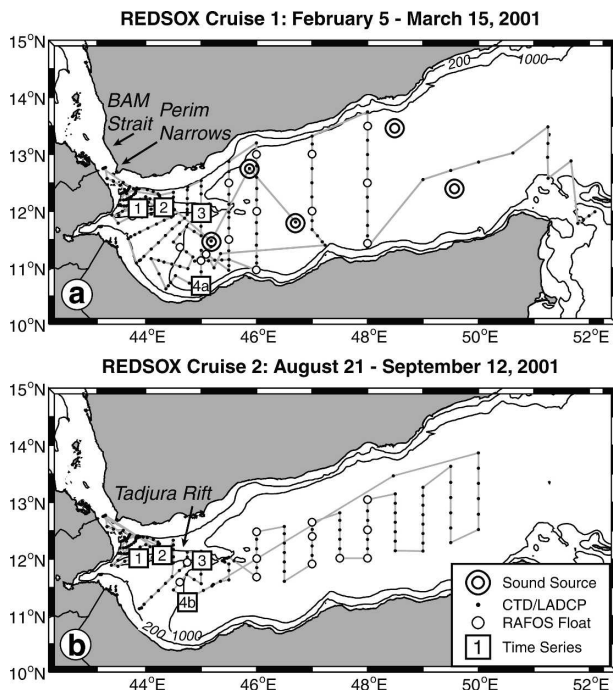 REDSOX Cruise 1: February 5 - March 15, 2001
15°N
14°N
13°N
12°N
11°N
10°N
200
1000
BAM
Strait
Perim
Narrows
1
2
3
4a
a
44°E
46°E
48°E
50°E
52°E
REDSOX Cruise 2: August 21 - September 12, 2001
15°N
14°N
13°N
12°N
11°N
10°N
Tadjura Rift
1
2
3
4b
200
1000
b
Sound Source
CTD/LADCP
RAFOS Float
1
Time Series
44°E
46°E
48°E
50°E
52°E